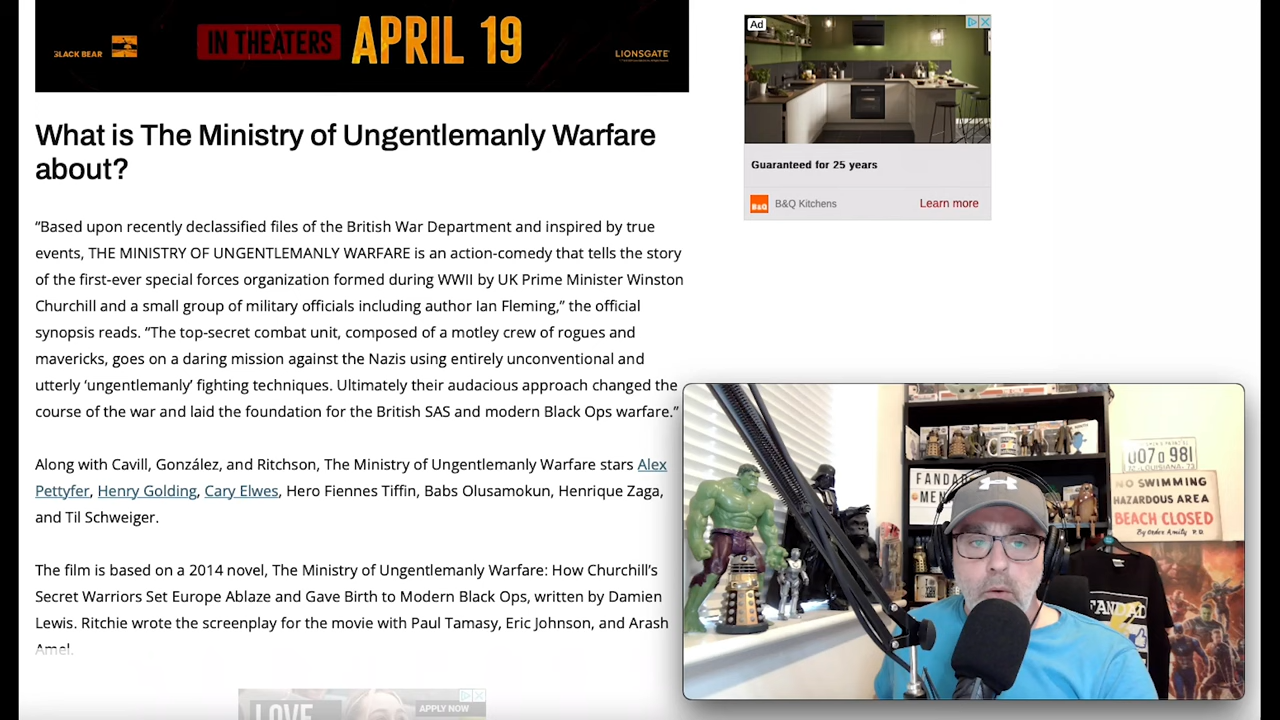 BLACK BEAR
IN THEATERS APRIL 19
LIONSGATE
What is The Ministry of Ungentlemanly Warfare
about?
“Based upon recently declassified files of the British War Department and inspired by true
events, THE MINISTRY OF UNGENTLEMANLY WARFARE is an action-comedy that tells the story
of the first-ever special forces organization formed during WWII by UK Prime Minister Winston
Churchill and a small group of military officials including author Ian Fleming,” the official
synopsis reads. “The top-secret combat unit, composed of a motley crew of rogues and
mavericks, goes on a daring mission against the Nazis using entirely unconventional and
utterly ‘ungentlemanly’ fighting techniques. Ultimately their audacious approach changed the
course of the war and laid the foundation for the British SAS and modern Black Ops warfare.”
Along with Cavill, González, and Ritchson, The Ministry of Ungentlemanly Warfare stars Alex
Pettyfer, Henry Golding, Cary Elwes, Hero Fiennes Tiffin, Babs Olusamokun, Henrique Zaga,
and Til Schweiger.
The film is based on a 2014 novel, The Ministry of Ungentlemanly Warfare: How Churchill’s
Secret Warriors Set Europe Ablaze and Gave Birth to Modern Black Ops, written by Damien
Lewis. Ritchie wrote the screenplay for the movie with Paul Tamasy, Eric Johnson, and Arash
Amel.
LOVE
APPLY NOW
Ad
Guaranteed for 25 years
B&Q
B&Q Kitchens
Learn more
FANDA
MEN
007 981
LOUISIANA
NO SWIMMING
HAZARDOUS AREA
BEACH CLOSED
By Order Amity P.D.
FANDAL